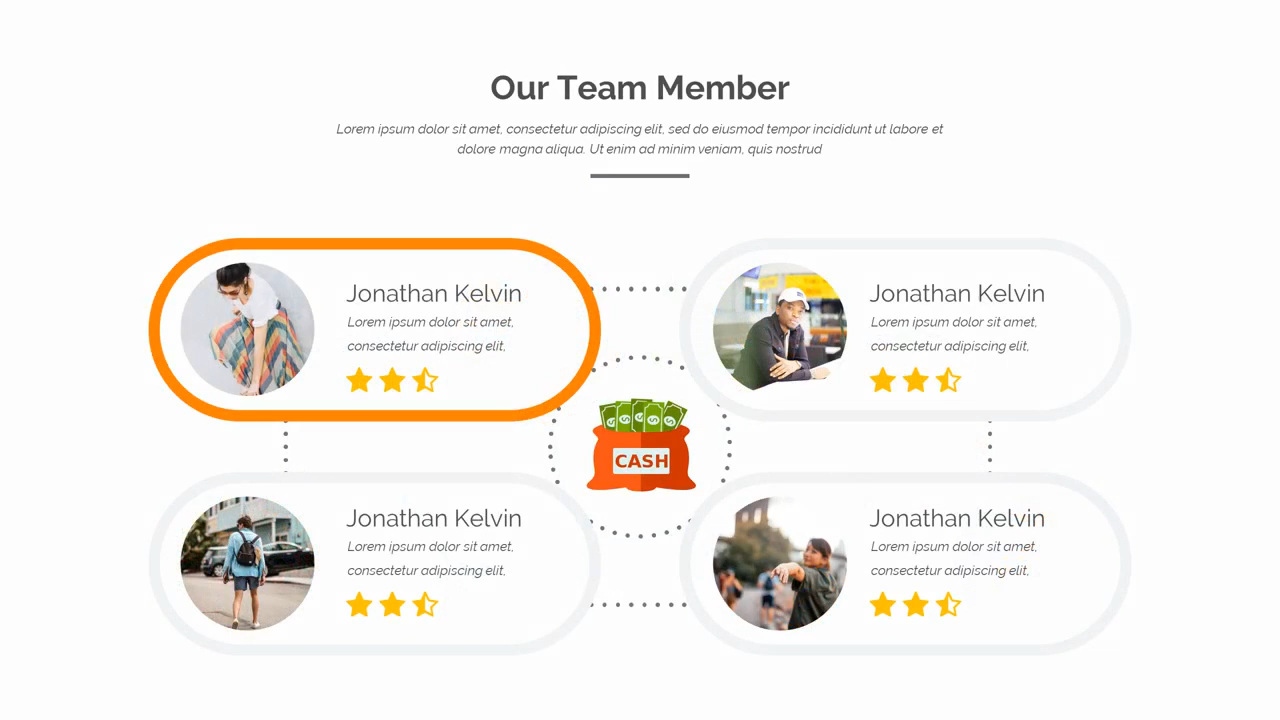 Our Team Member
Lorem ipsum dolor sit amet, consectetur adipiscing elit, sed do eiusmod tempor incididunt ut labore et
dolore magna aliqua. Ut enim ad minim veniam, quis nostrud
Jonathan Kelvin
Lorem ipsum dolor sit amet,
consectetur adipiscing elit,
Jonathan Kelvin
Lorem ipsum dolor sit amet,
consectetur adipiscing elit,
CASH
Jonathan Kelvin
Lorem ipsum dolor sit amet,
consectetur adipiscing elit,
Jonathan Kelvin
Lorem ipsum dolor sit amet,
consectetur adipiscing elit,